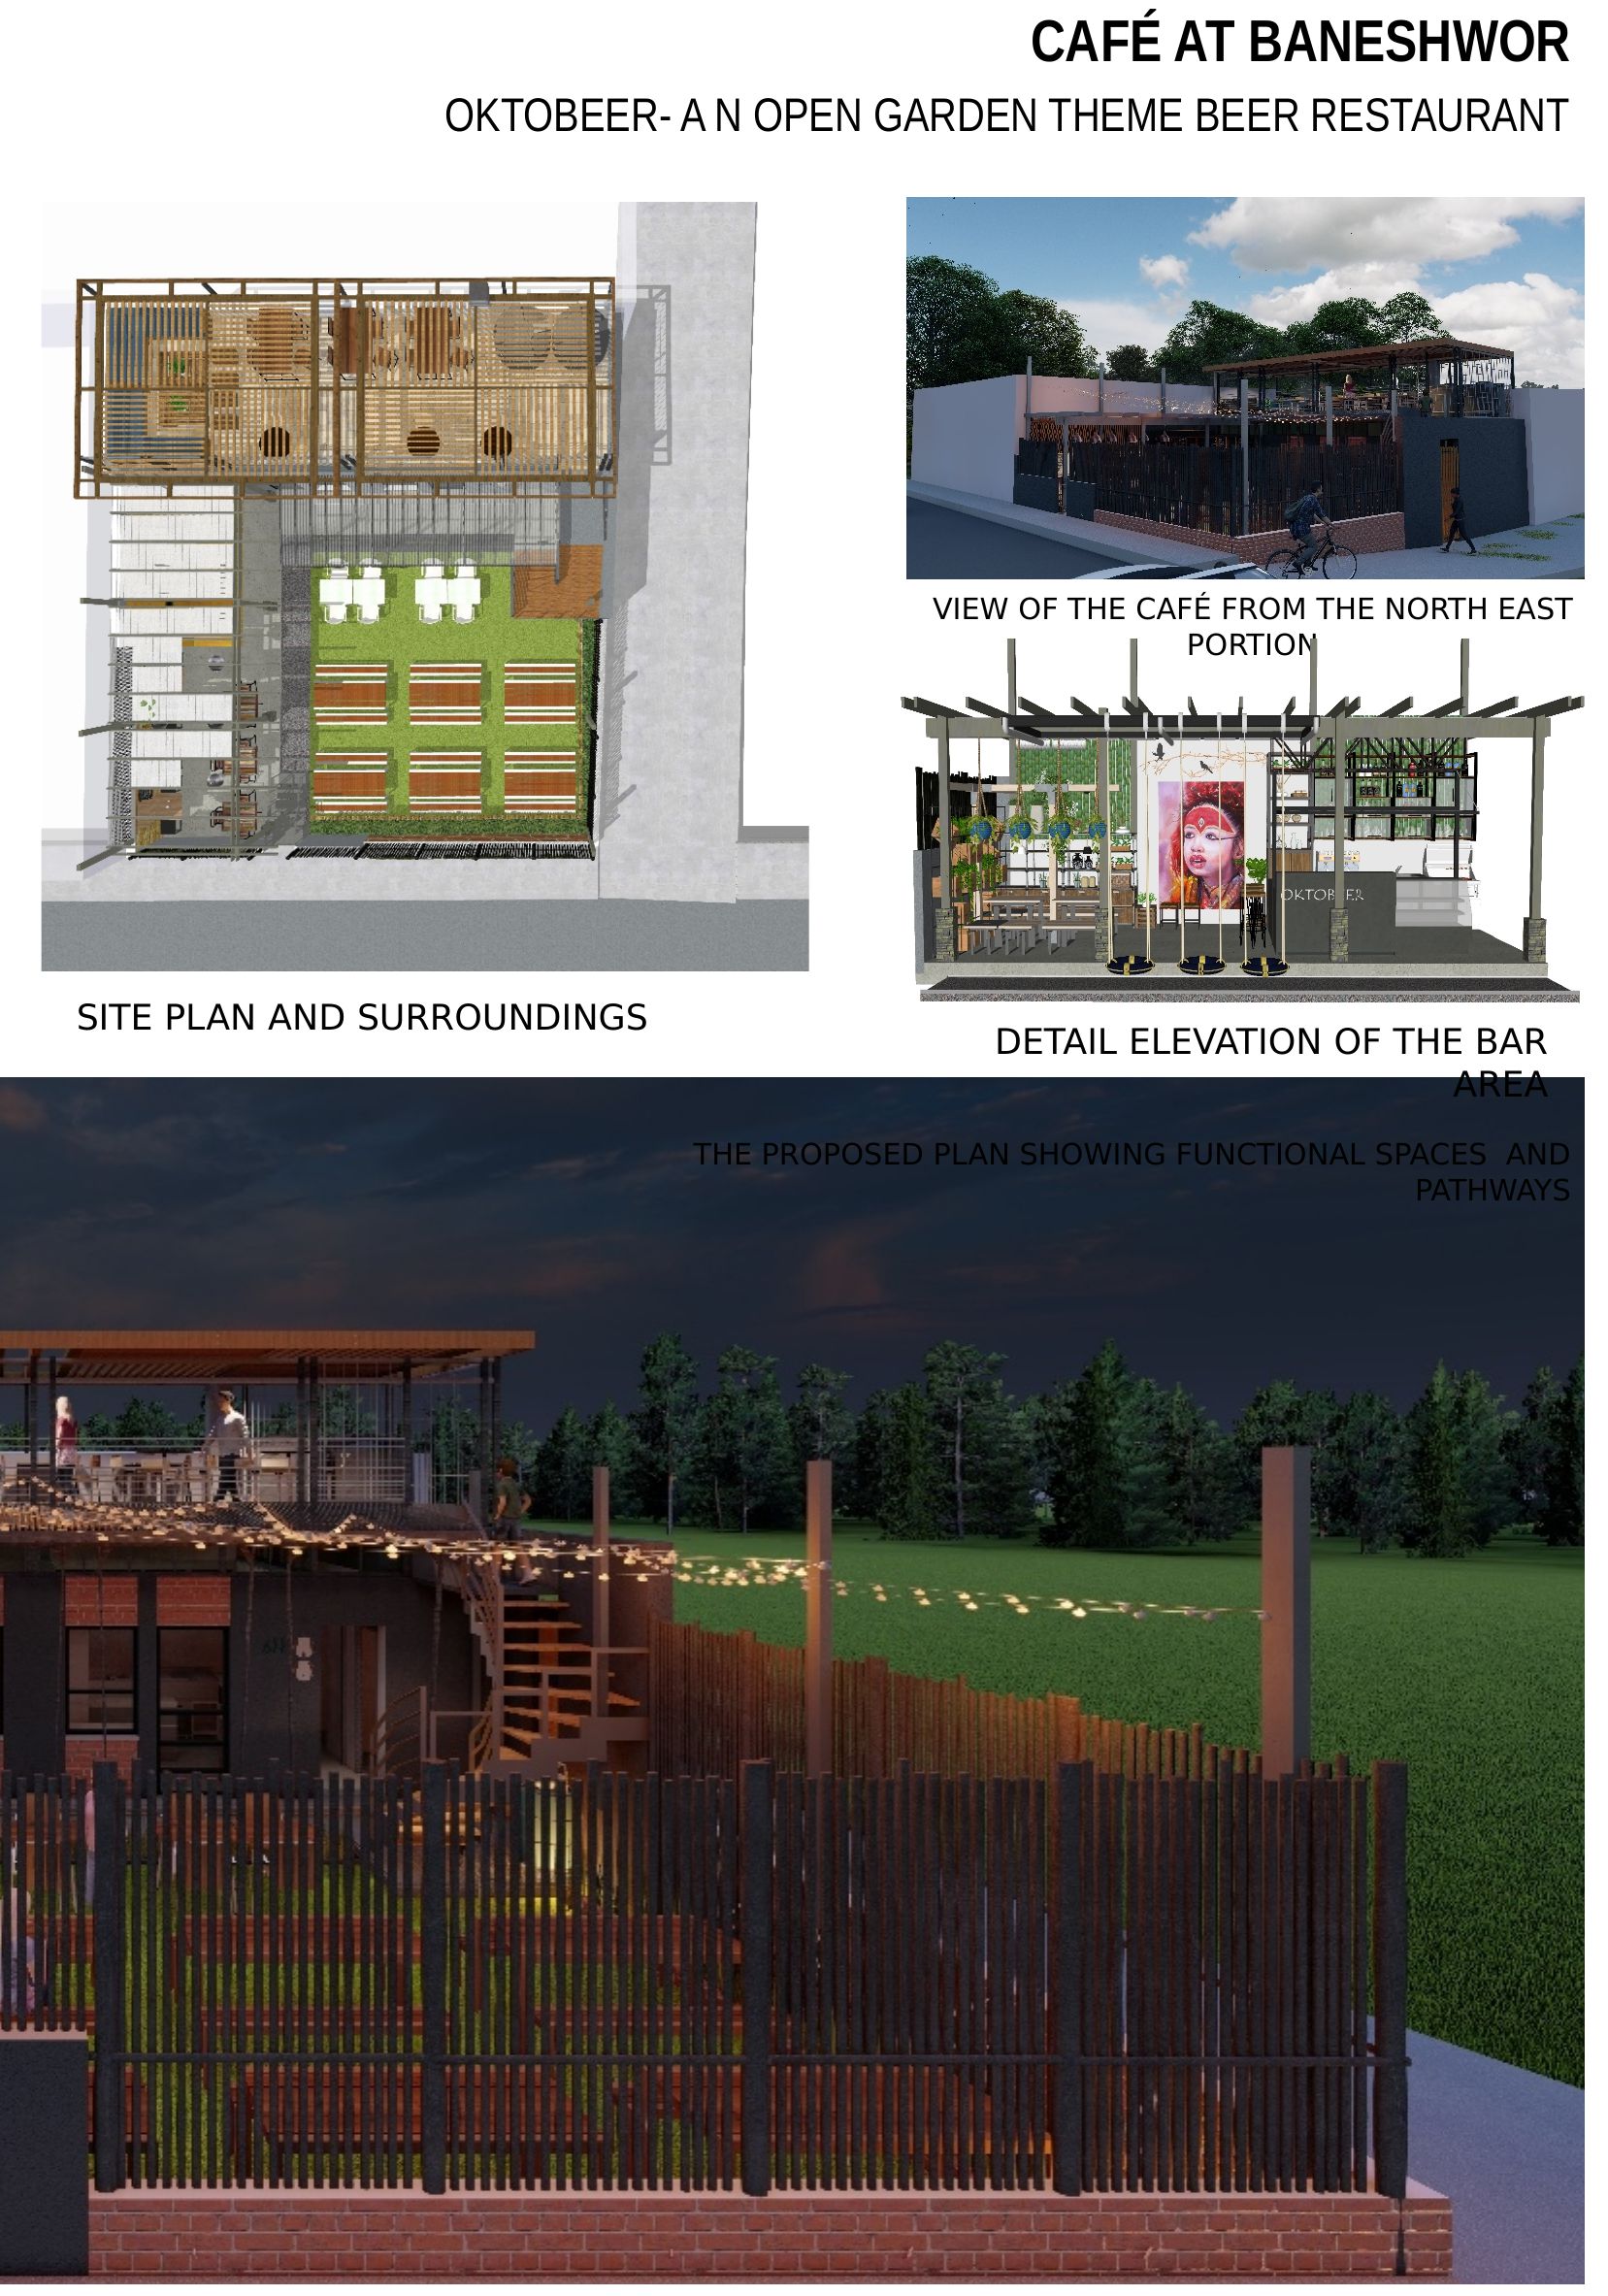 CAFÉ AT BANESHWOR
OKTOBEER- A N OPEN GARDEN THEME BEER RESTAURANT
VIEW OF THE CAFÉ FROM THE NORTH EAST
PORTION
OKTOBEER
SITE PLAN AND SURROUNDINGS
DETAIL ELEVATION OF THE BAR
AREA
THE PROPOSED PLAN SHOWING FUNCTIONAL SPACES AND
PATHWAYS